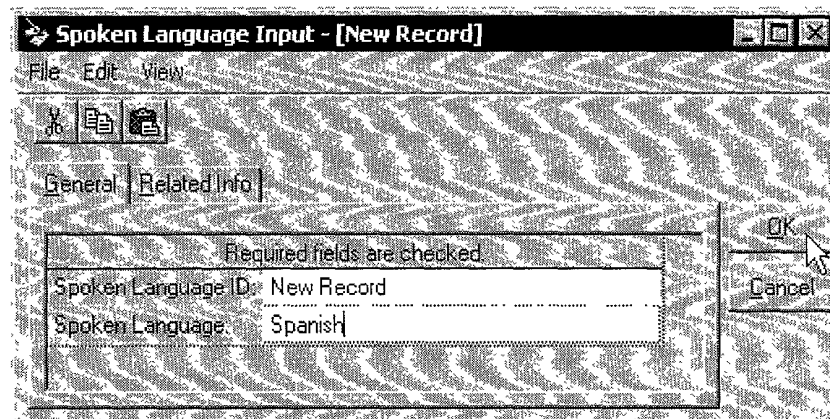 Spoken Language Input - [New Record]
File Edit View
General Related Info
Required fields are checked.
Spoken Language ID: New Record
Spoken Language: Spanish
OK
Cancel